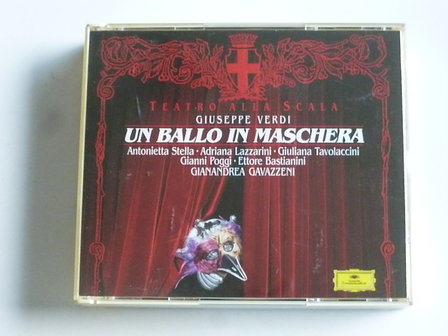 TEATRO ALLA SCALA
GIUSEPPE VERDI
UN BALLO IN MASCHERA
Antonietta Stella · Adriana Lazzarini · Giuliana Tavolaccini
Gianni Poggi · Ettore Bastianini
GIANANDREA GAVAZZENI